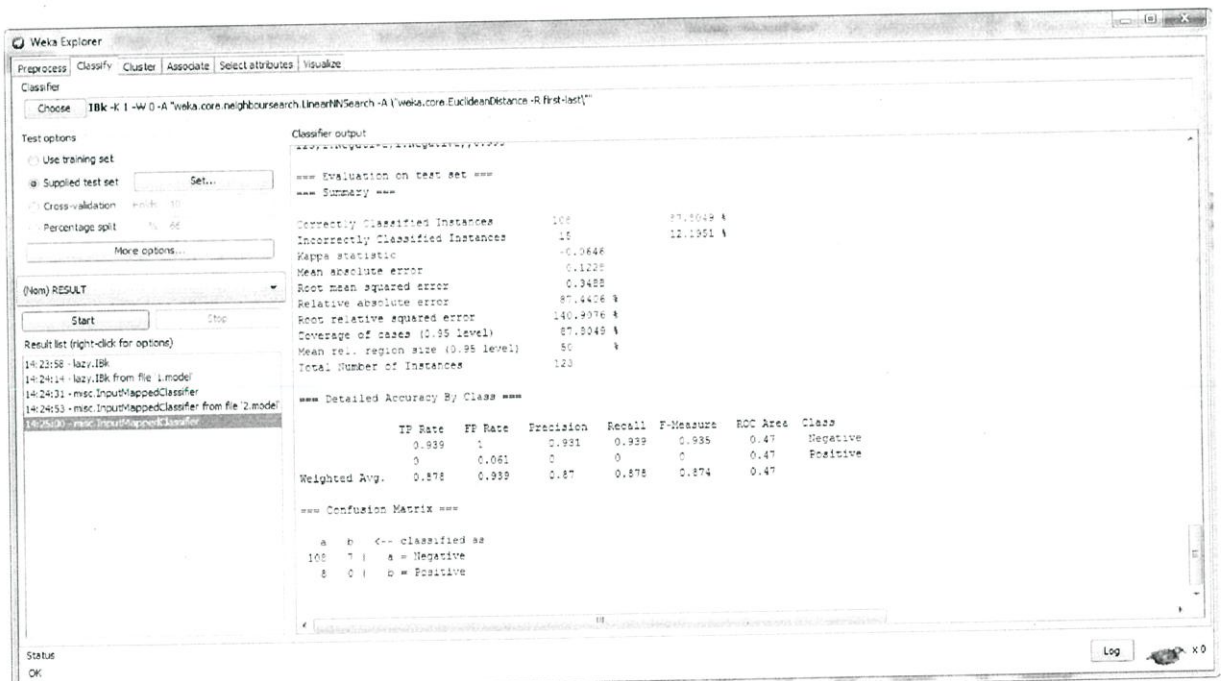 Weka Explorer
Preprocess Classify Cluster Associate Select attributes Visualize
Classifier
Choose IBk -K 1 -W 0 -A "weka.core.neighboursearch.LinearNNSearch -A \"weka.core.EuclideanDistance -R first-last\""
Test options
Use training set
Supplied test set Set...
Cross-validation Folds 10
Percentage split % 66
More options...
(Nom) RESULT
Start Stop
Result list (right-click for options)
14:23:58 - lazy.IBk
14:24:14 - lazy.IBk from file '1.model'
14:24:31 - misc.InputMappedClassifier
14:24:53 - misc.InputMappedClassifier from file '2.model'
14:25:00 - misc.InputMappedClassifier
Classifier output
=== Evaluation on test set ===
=== Summary ===
Correctly Classified Instances 108 87.8049 %
Incorrectly Classified Instances 15 12.1951 %
Kappa statistic -0.0646
Mean absolute error 0.1228
Root mean squared error 0.3488
Relative absolute error 87.4426 %
Root relative squared error 140.9076 %
Coverage of cases (0.95 level) 87.8049 %
Mean rel. region size (0.95 level) 50 %
Total Number of Instances 123
=== Detailed Accuracy By Class ===
TP Rate FP Rate Precision Recall F-Measure ROC Area Class
0.939 1 0.931 0.939 0.935 0.47 Negative
0 0.061 0 0 0 0.47 Positive
Weighted Avg. 0.878 0.939 0.87 0.878 0.874 0.47
=== Confusion Matrix ===
a b <-- classified as
108 7 | a = Negative
8 0 | b = Positive
Status
OK
Log x 0